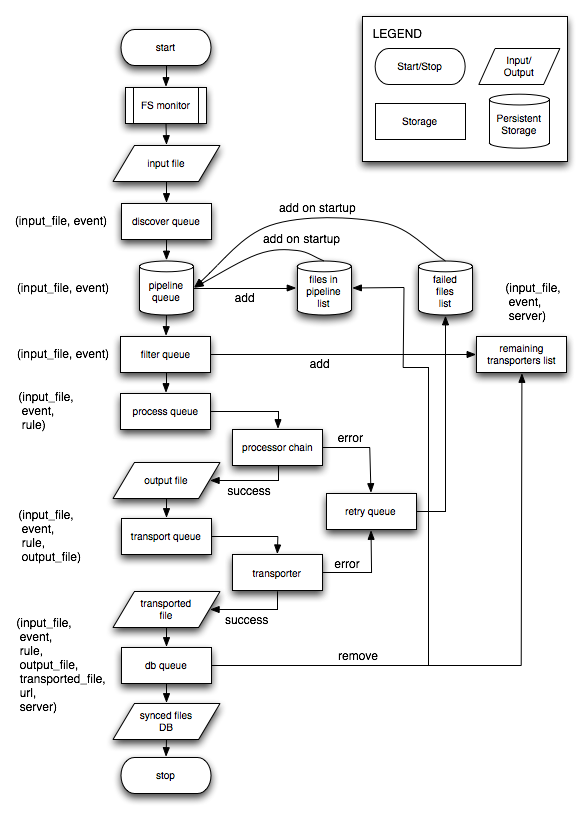 start
LEGEND
Start/Stop
Input/
Output
Storage
Persistent
Storage
FS monitor
input file
(input_file, event)
discover queue
add on startup
add on startup
(input_file, event)
pipeline
queue
add
files in
pipeline
list
failed
files
list
(input_file,
event,
server)
(input_file, event)
filter queue
add
remaining
transporters list
(input_file,
event,
rule)
process queue
processor chain
error
output file
success
(input_file,
event,
rule,
output_file)
transport queue
retry queue
transporter
error
transported
file
success
(input_file,
event,
rule,
output_file,
transported_file,
url,
server)
db queue
remove
synced files
DB
stop